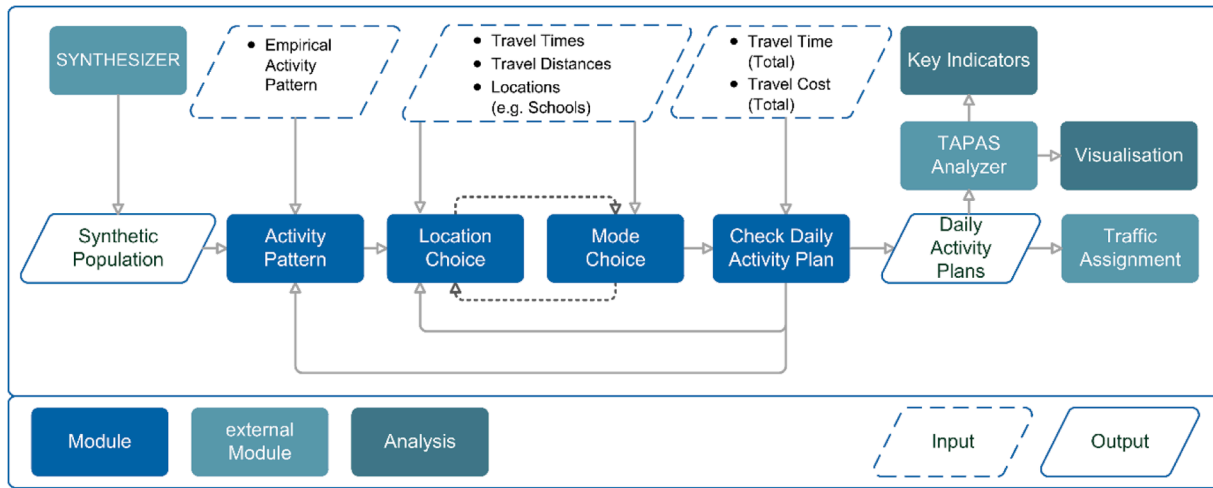 SYNTHESIZER
• Empirical
Activity
Pattern
• Travel Times
• Travel Distances
• Locations
(e.g. Schools)
• Travel Time
(Total)
• Travel Cost
(Total)
Key Indicators
TAPAS
Analyzer
Visualisation
Synthetic
Population
Activity
Pattern
Location
Choice
Mode
Choice
Check Daily
Activity Plan
Daily
Activity
Plans
Traffic
Assignment
Module
external
Module
Analysis
Input
Output